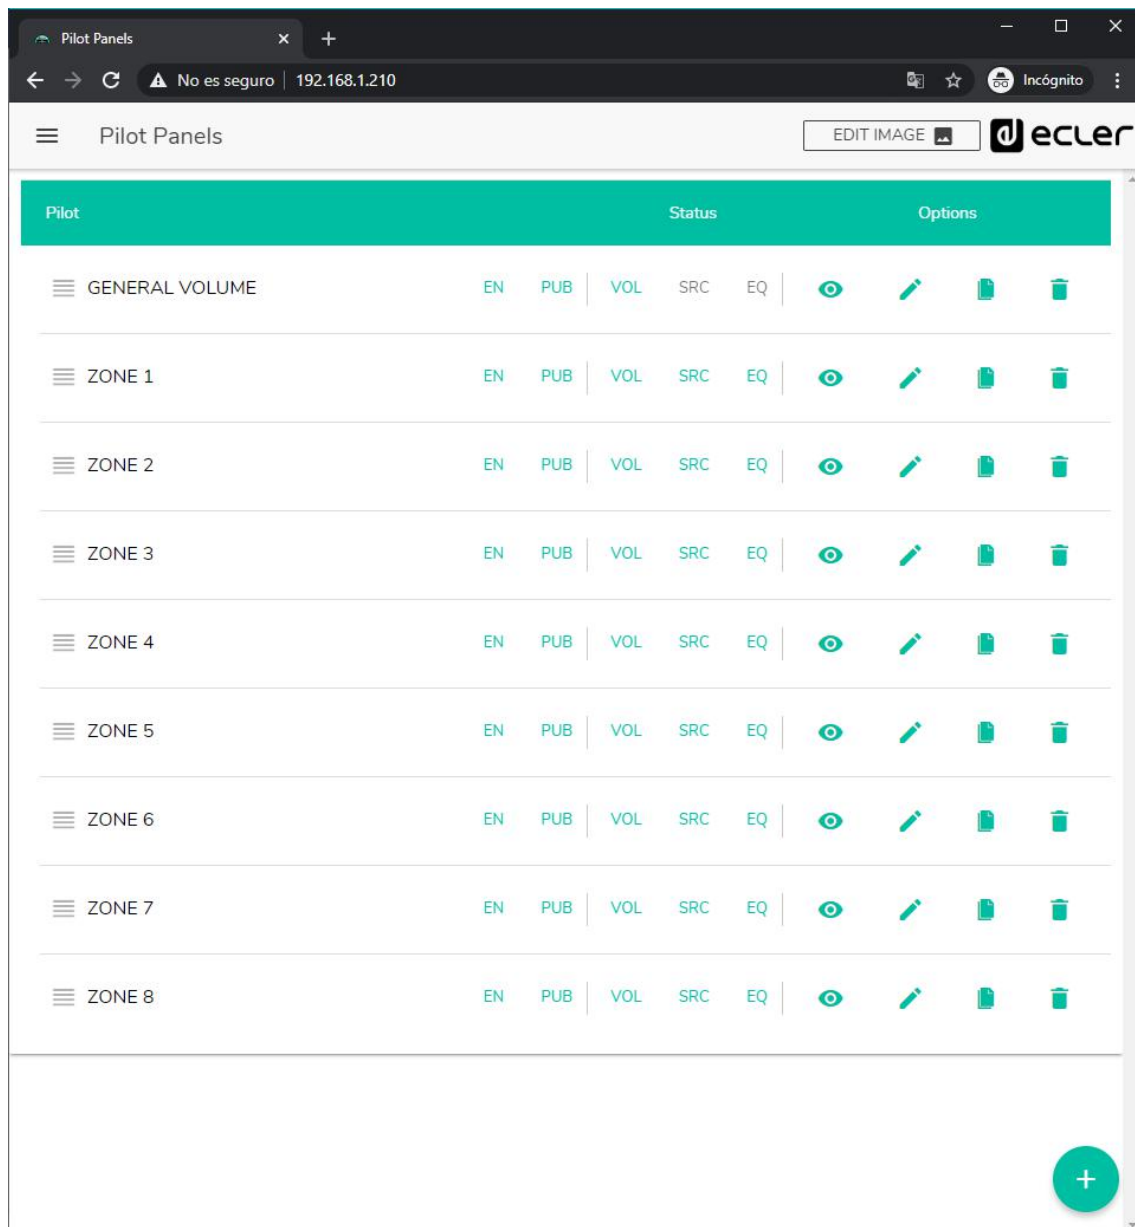 Pilot Panels
No es seguro 192.168.1.210 Incógnito
Pilot Panels EDIT IMAGE ecler
Pilot Status Options
GENERAL VOLUME EN PUB VOL SRC EQ
ZONE 1 EN PUB VOL SRC EQ
ZONE 2 EN PUB VOL SRC EQ
ZONE 3 EN PUB VOL SRC EQ
ZONE 4 EN PUB VOL SRC EQ
ZONE 5 EN PUB VOL SRC EQ
ZONE 6 EN PUB VOL SRC EQ
ZONE 7 EN PUB VOL SRC EQ
ZONE 8 EN PUB VOL SRC EQ